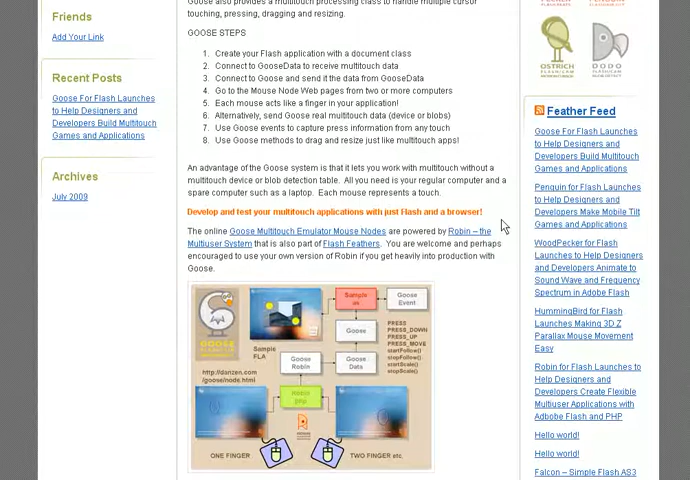 Friends
Add Your Link
Recent Posts
Goose For Flash Launches
to Help Designers and
Developers Build Multitouch
Games and Applications
Archives
July 2009
Goose also provides a multitouch processing class to handle multiple cursor
touching, pressing, dragging and resizing.
GOOSE STEPS
1. Create your Flash application with a document class
2. Connect to GooseData to receive multitouch data
3. Connect to Goose and send it the data from GooseData
4. Go to the Mouse Node Web pages from two or more computers
5. Each mouse acts like a finger in your application!
6. Alternatively, send Goose real multitouch data (device or blobs)
7. Use Goose events to capture press information from any touch
8. Use Goose methods to drag and resize just like multitouch apps!
An advantage of the Goose system is that it lets you work with multitouch without a
multitouch device or blob detection table. All you need is your regular computer and a
spare computer such as a laptop. Each mouse represents a touch.
Develop and test your multitouch applications with just Flash and a browser!
The online Goose Multitouch Emulator Mouse Nodes are powered by Robin – the
Multiuser System that is also part of Flash Feathers. You are welcome and perhaps
encouraged to use your own version of Robin if you get heavily into production with
Goose.
GOOSE
Sample
FLA
Sample
Goose
Event
Goose
PRESS
PRESS_DOWN
PRESS_UP
PRESS_MOVE
startFollow()
stopFollow()
startScale()
stopScale()
Goose
Robin
Goose
Data
http://danzen.com
/goose/node.html
Robin
php
ONE FINGER
TWO FINGER etc.
OSTRICH
FLASH CAM
DODO
Feather Feed
Goose For Flash Launches
to Help Designers and
Developers Build Multitouch
Games and Applications
Penguin for Flash Launches
to Help Designers and
Developers Make Mobile Tilt
Games and Applications
WoodPecker for Flash
Launches to Help Designers
and Developers Animate to
Sound Wave and Frequency
Spectrum in Adobe Flash
HummingBird for Flash
Launches Making 3D Z
Parallax Mouse Movement
Easy
Robin for Flash Launches to
Help Designers and
Developers Create Flexible
Multiuser Applications with
Adbobe Flash and PHP
Hello world!
Hello world!
Falcon – Simple Flash AS3